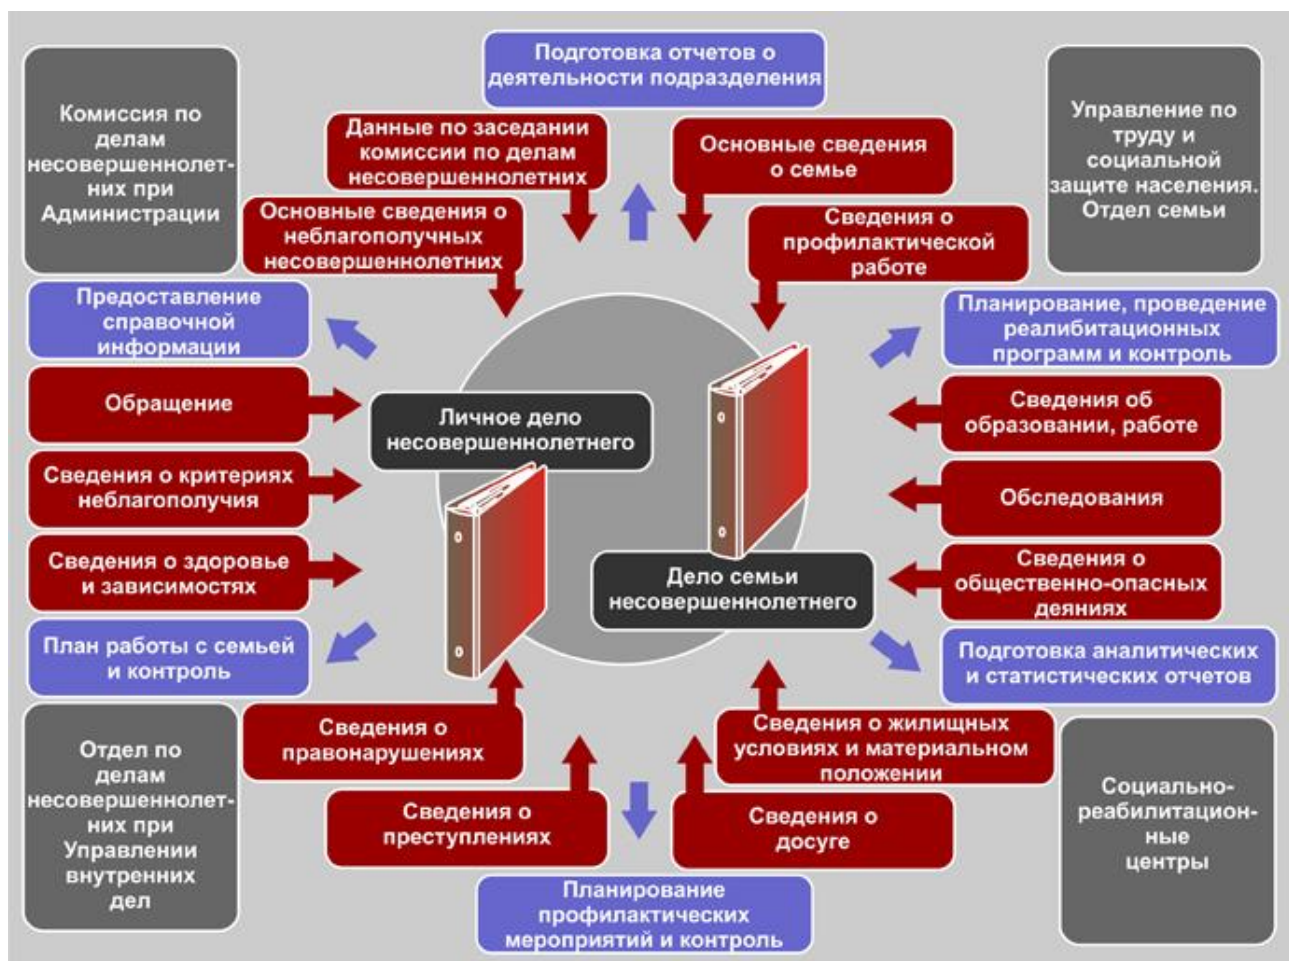 Подготовка отчетов о
деятельности подразделения
Комиссия по
делам
несовершеннолет-
них при
Администрации
Данные по заседании
комиссии по делам
несовершеннолетних
Основные сведения
о семье
Управление по
труду и
социальной
защите населения.
Отдел семьи
Основные сведения о
неблагополучных
несовершеннолетних
Сведения о
профилактической
работе
Предоставление
справочной
информации
Планирование, проведение
реалибитационных
программ и контроль
Обращение
Личное дело
несовершеннолетнего
Сведения об
образовании, работе
Сведения о критериях
неблагополучия
Обследования
Сведения о здоровье
и зависимостях
Дело семьи
несовершеннолетнего
Сведения о
общественно-опасных
деяниях
План работы с семьей
и контроль
Подготовка аналитических
и статистических отчетов
Сведения о
правонарушениях
Сведения о жилищных
условиях и материальном
положении
Отдел по
делам
несовершеннолет-
них при
Управлении
внутренних
дел
Сведения о
преступлениях
Сведения о
досуге
Социально-
реабилитацион-
ные
центры
Планирование
профилактических
мероприятий и контроль